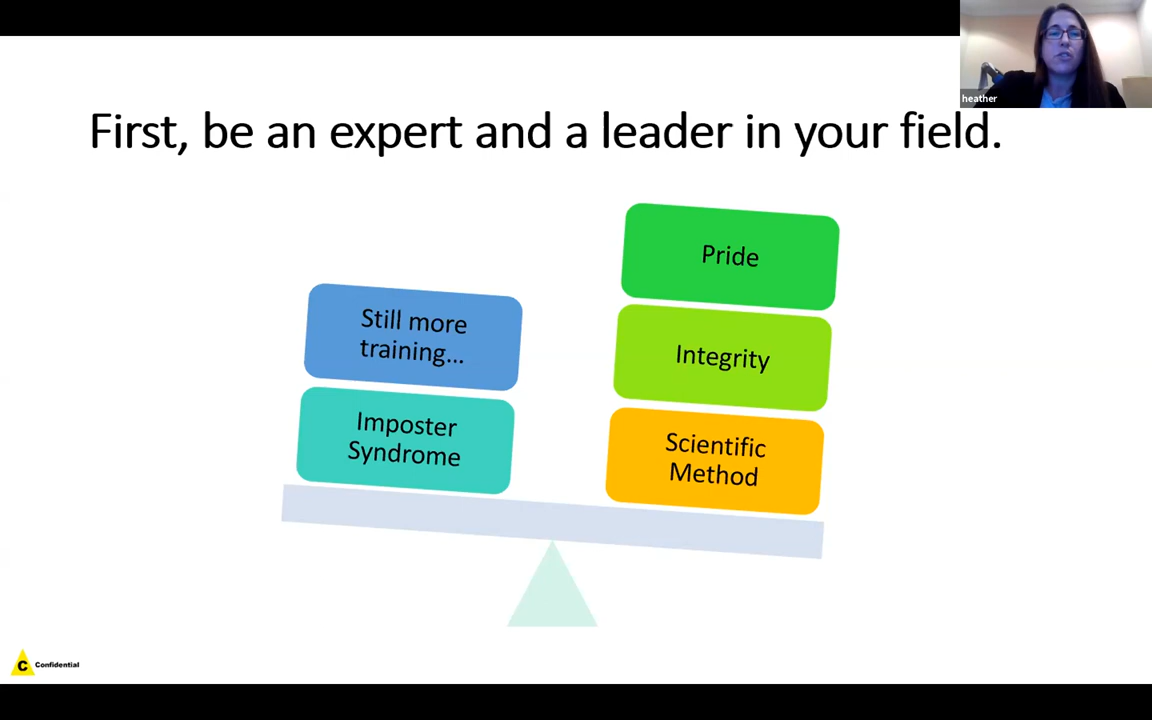 heather
First, be an expert and a leader in your field.
Pride
Still more
training...
Integrity
Imposter
Syndrome
Scientific
Method
C
Confidential